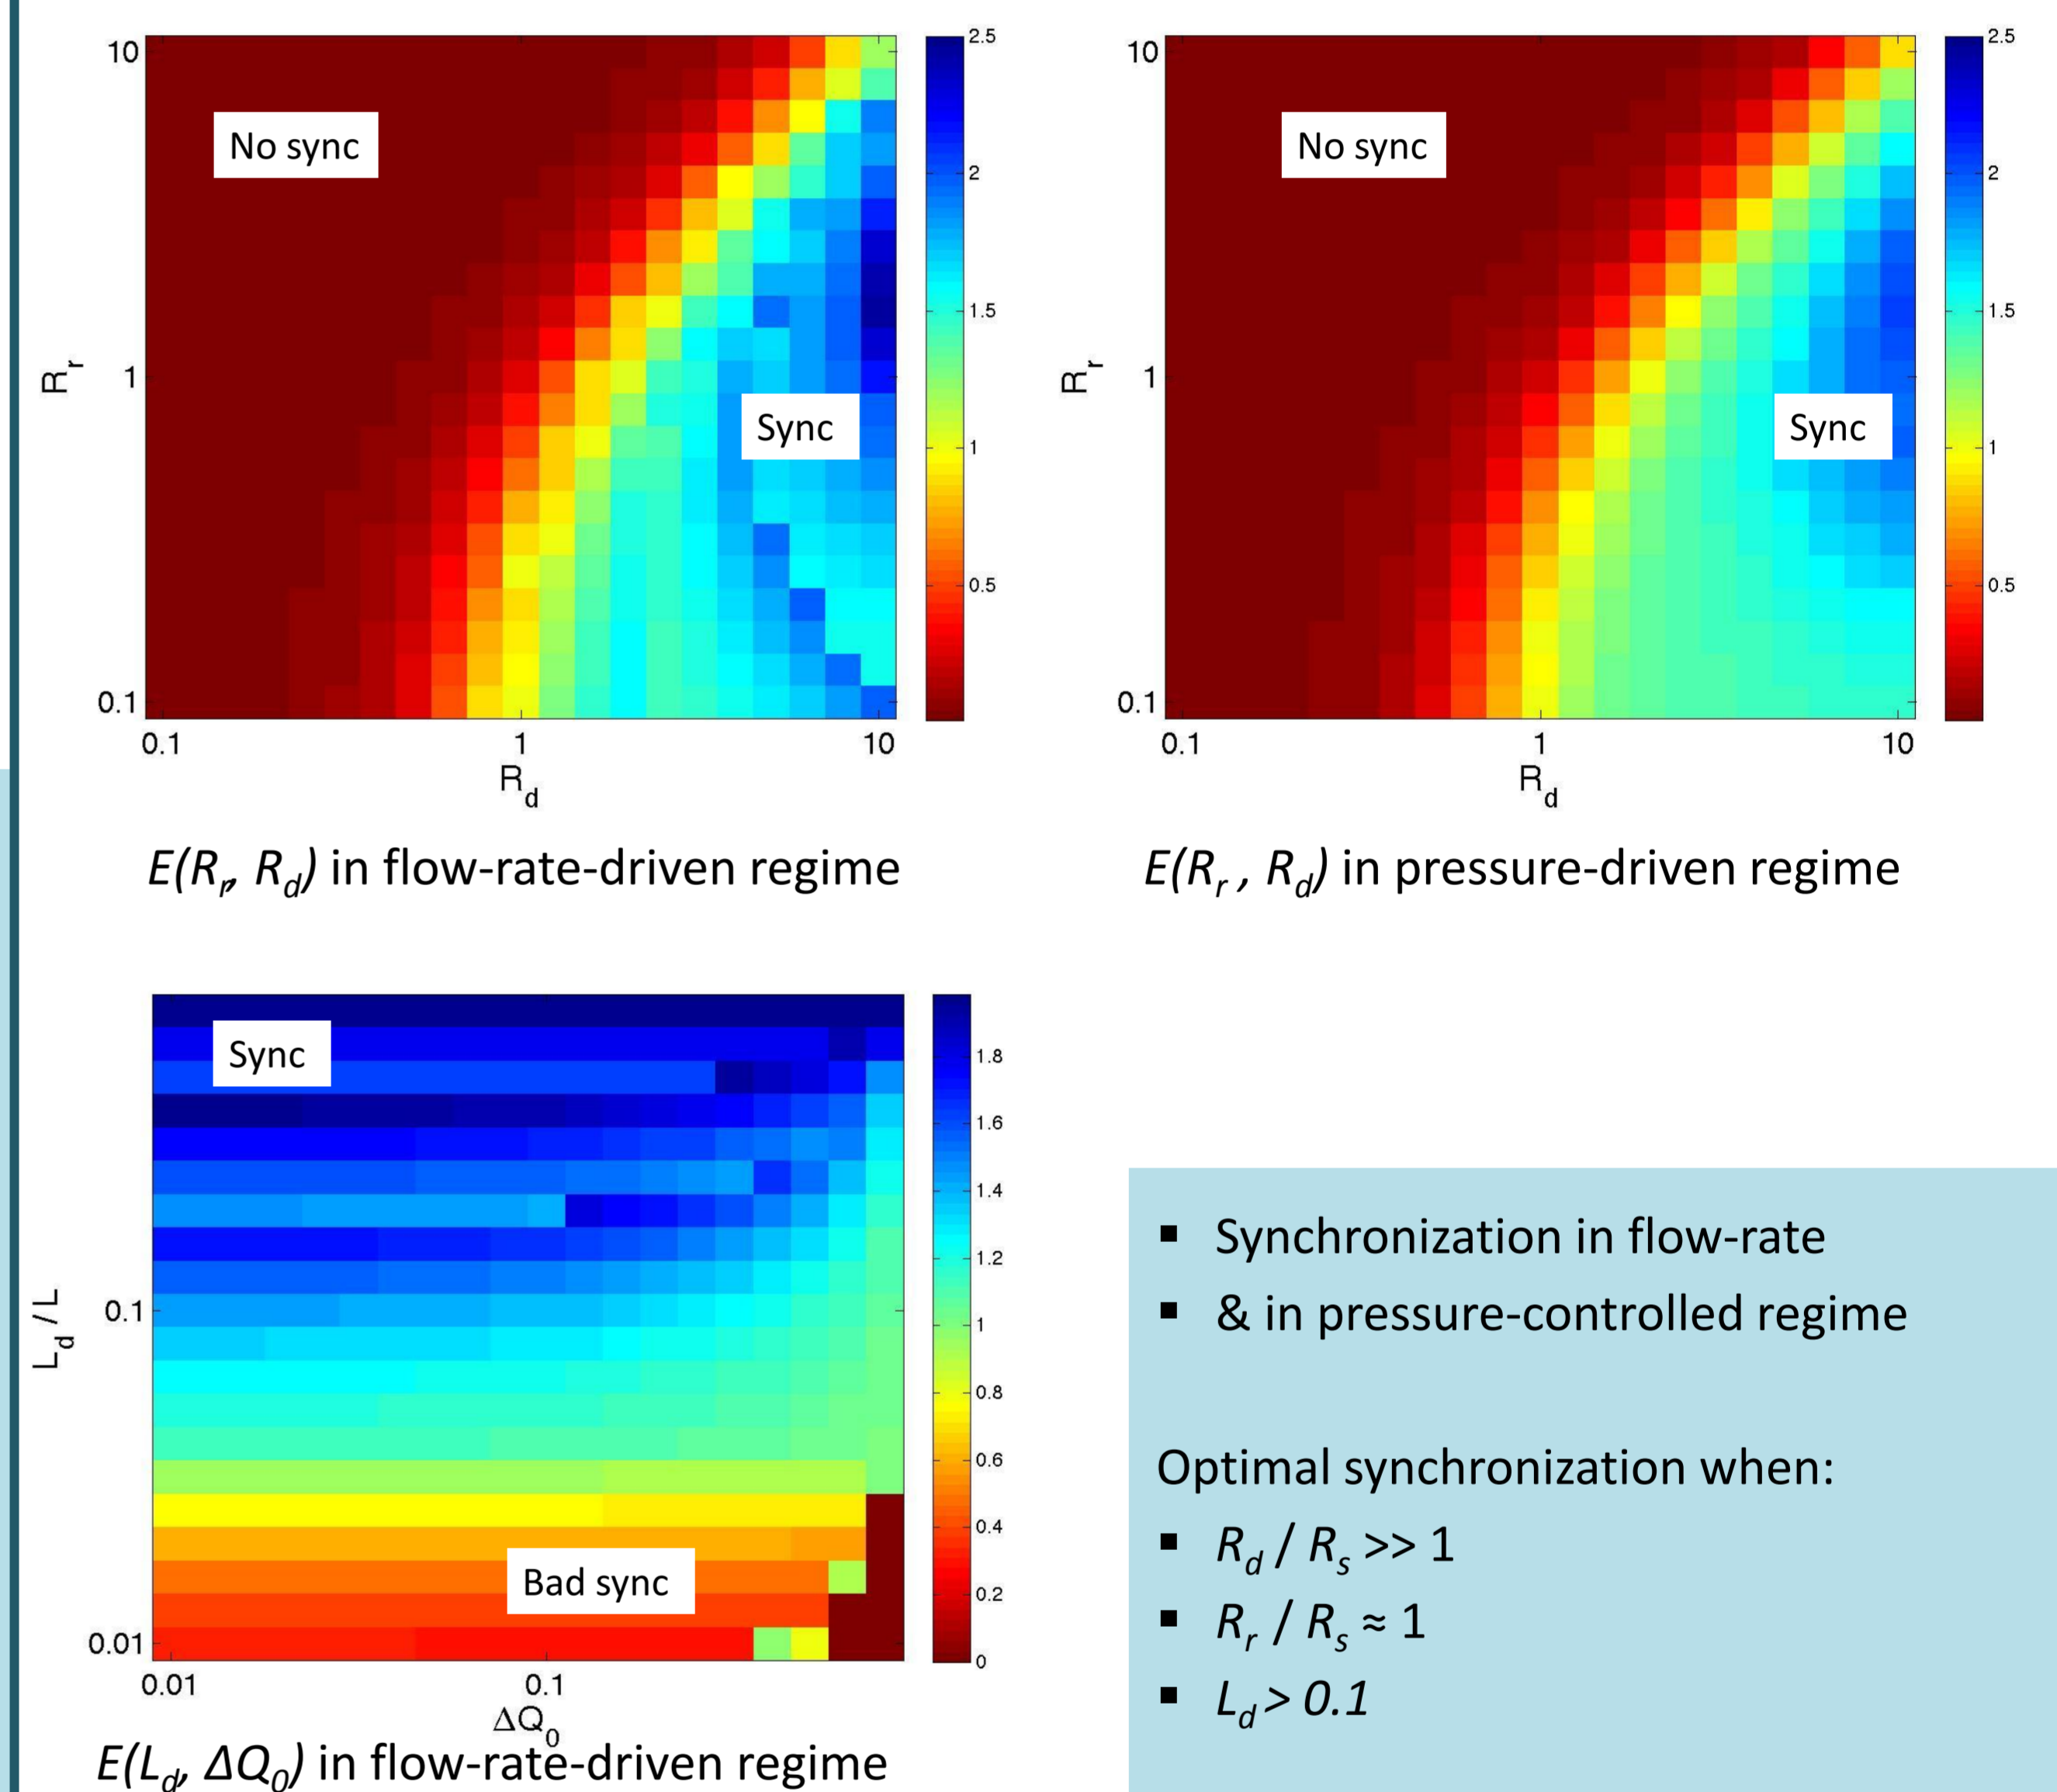 10
1
0.1
R_r
No sync
Sync
0.1
1
10
R_d
2.5
2
1.5
1
0.5
E(R_r, R_d) in flow-rate-driven regime
10
1
0.1
R_r
No sync
Sync
0.1
1
10
R_d
2.5
2
1.5
1
0.5
E(R_r , R_d) in pressure-driven regime
L_d /L
0.1
0.01
Sync
Bad sync
0.01
0.1
ΔQ_0
1.8
1.6
1.4
1.2
1
0.8
0.6
0.4
0.2
0
E(L_d, ΔQ_0) in flow-rate-driven regime
▪ Synchronization in flow-rate
▪ & in pressure-controlled regime
Optimal synchronization when:
▪ R_d / R_s >> 1
▪ R_r / R_s ≈ 1
▪ L_d > 0.1